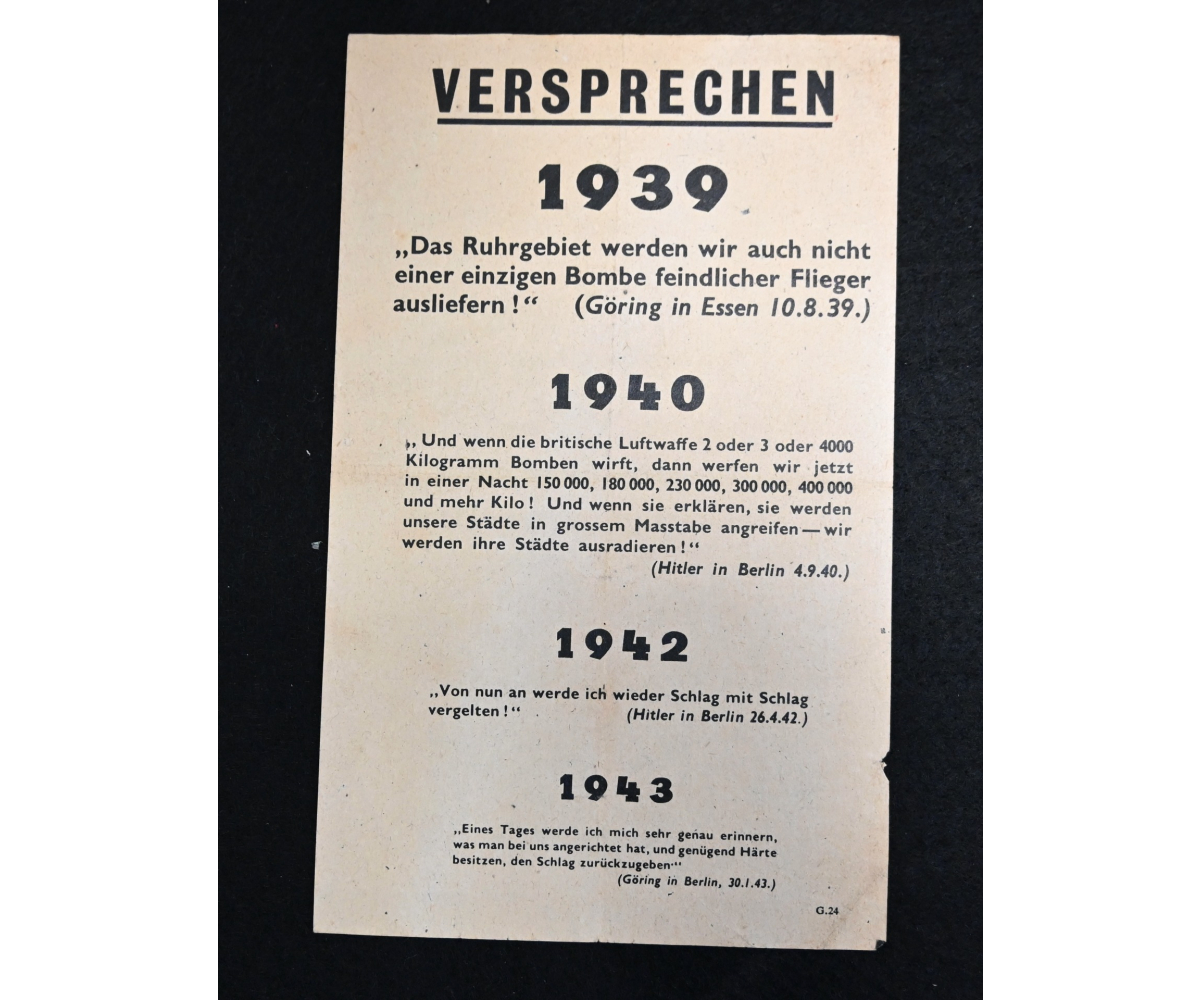 VERSPRECHEN
1939
„Das Ruhrgebiet werden wir auch nicht
einer einzigen Bombe feindlicher Flieger
ausliefern !“ (Göring in Essen 10.8.39.)
1940
„ Und wenn die britische Luftwaffe 2 oder 3 oder 4000
Kilogramm Bomben wirft, dann werfen wir jetzt
in einer Nacht 150 000, 180 000, 230 000, 300 000, 400 000
und mehr Kilo ! Und wenn sie erklären, sie werden
unsere Städte in grossem Masstabe angreifen — wir
werden ihre Städte ausradieren !“
(Hitler in Berlin 4.9.40.)
1942
„Von nun an werde ich wieder Schlag mit Schlag
vergelten !“ (Hitler in Berlin 26.4.42.)
1943
„Eines Tages werde ich mich sehr genau erinnern,
was man bei uns angerichtet hat, und genügend Härte
besitzen, den Schlag zurückzugeben·“
(Göring in Berlin, 30.1.43.)
G.24